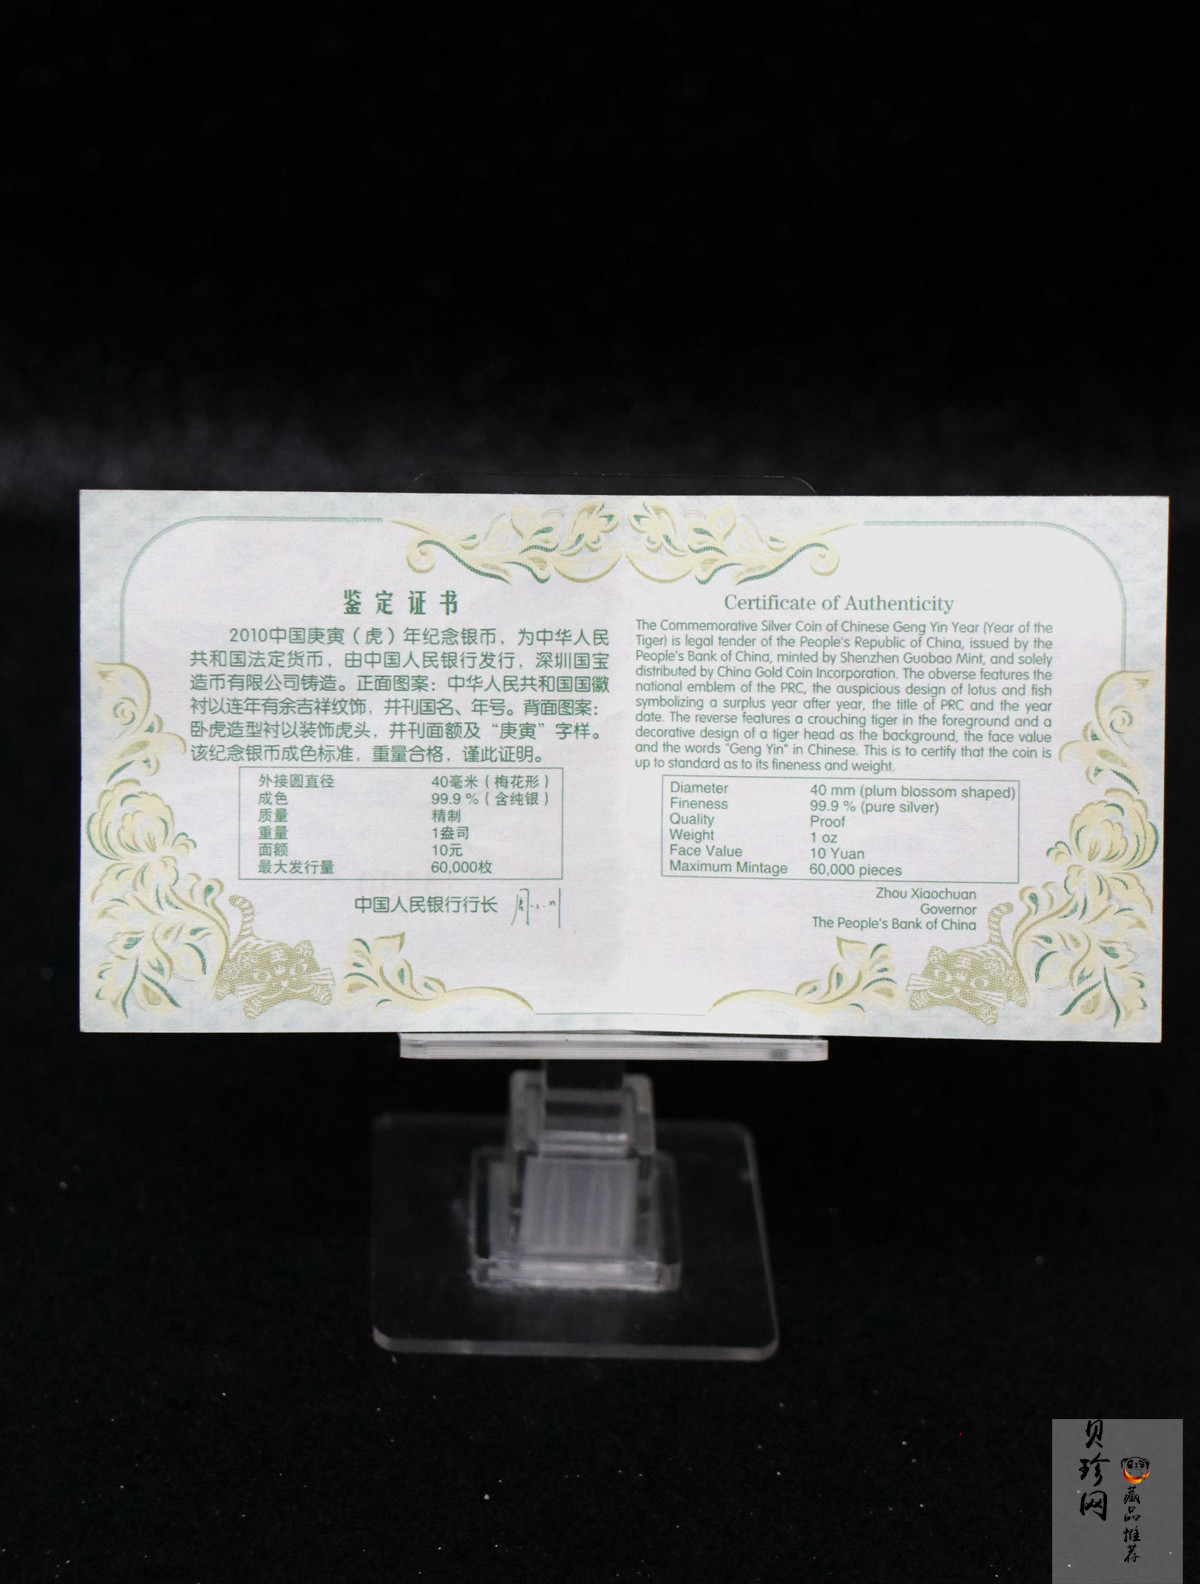 鉴定证书
2010中国庚寅（虎）年纪念银币，为中华人民
共和国法定货币，由中国人民银行发行，深圳国宝
造币有限公司铸造。正面图案：中华人民共和国国徽
衬以连年有余吉祥纹饰，并刊国名、年号。背面图案：
卧虎造型衬以装饰虎头，并刊面额及“庚寅”字样。
该纪念银币成色标准，重量合格，谨此证明。
外接圆直径 40毫米（梅花形）
成色 99.9 %（含纯银）
质量 精制
重量 1盎司
面额 10元
最大发行量 60,000枚
中国人民银行行长
Certificate of Authenticity
The Commemorative Silver Coin of Chinese Geng Yin Year (Year of the
Tiger) is legal tender of the People's Republic of China, issued by the
People's Bank of China, minted by Shenzhen Guobao Mint, and solely
distributed by China Gold Coin Incorporation. The obverse features the
national emblem of the PRC, the auspicious design of lotus and fish
symbolizing a surplus year after year, the title of PRC and the year
date. The reverse features a crouching tiger in the foreground and a
decorative design of a tiger head as the background, the face value
and the words "Geng Yin" in Chinese. This is to certify that the coin is
up to standard as to its fineness and weight.
Diameter 40 mm (plum blossom shaped)
Fineness 99.9 % (pure silver)
Quality Proof
Weight 1 oz
Face Value 10 Yuan
Maximum Mintage 60,000 pieces
Zhou Xiaochuan
Governor
The People's Bank of China
贝珍网
藏品推荐